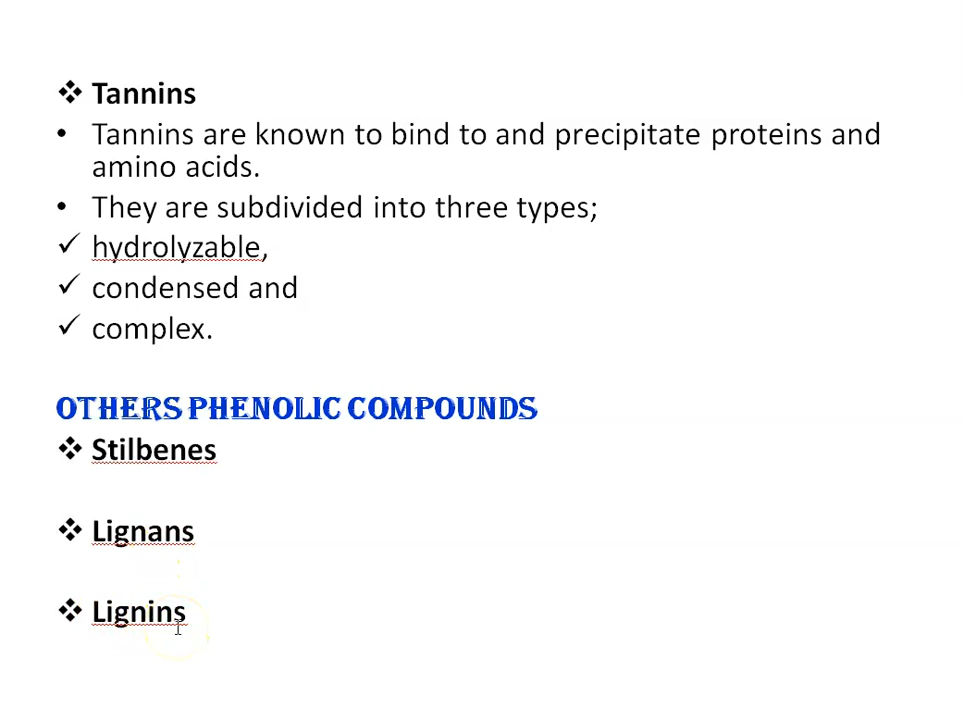 ❖ Tannins
• Tannins are known to bind to and precipitate proteins and
amino acids.
• They are subdivided into three types;
✓ hydrolyzable,
✓ condensed and
✓ complex.
OTHERS PHENOLIC COMPOUNDS
❖ Stilbenes
❖ Lignans
❖ Lignins